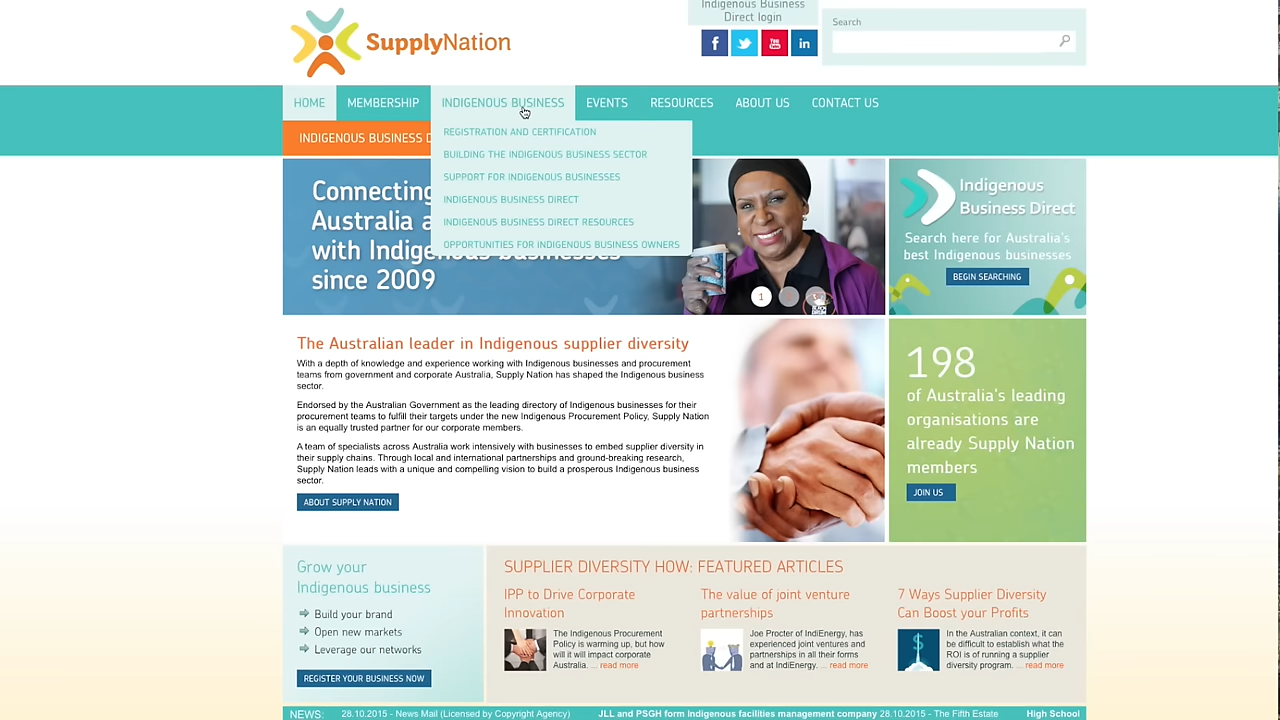 Indigenous Business
Direct login
Search
SupplyNation
HOME MEMBERSHIP INDIGENOUS BUSINESS EVENTS RESOURCES ABOUT US CONTACT US
INDIGENOUS BUSINESS D
REGISTRATION AND CERTIFICATION
BUILDING THE INDIGENOUS BUSINESS SECTOR
SUPPORT FOR INDIGENOUS BUSINESSES
INDIGENOUS BUSINESS DIRECT
INDIGENOUS BUSINESS DIRECT RESOURCES
OPPORTUNITIES FOR INDIGENOUS BUSINESS OWNERS
Connecting
Australia a
with Indigenous businesses
since 2009
1
Indigenous
Business Direct
Search here for Australia's
best Indigenous businesses
BEGIN SEARCHING
The Australian leader in Indigenous supplier diversity
With a depth of knowledge and experience working with Indigenous businesses and procurement
teams from government and corporate Australia, Supply Nation has shaped the Indigenous business
sector.
Endorsed by the Australian Government as the leading directory of Indigenous businesses for their
procurement teams to fulfill their targets under the new Indigenous Procurement Policy, Supply Nation
is an equally trusted partner for our corporate members.
A team of specialists across Australia work intensively with businesses to embed supplier diversity in
their supply chains. Through local and international partnerships and ground-breaking research,
Supply Nation leads with a unique and compelling vision to build a prosperous Indigenous business
sector.
ABOUT SUPPLY NATION
198
of Australia's leading
organisations are
already Supply Nation
members
JOIN US
Grow your
Indigenous business
Build your brand
Open new markets
Leverage our networks
REGISTER YOUR BUSINESS NOW
SUPPLIER DIVERSITY HOW: FEATURED ARTICLES
IPP to Drive Corporate
Innovation
The Indigenous Procurement
Policy is warming up, but how
will it impact corporate
Australia. ... read more
The value of joint venture
partnerships
Joe Procter of IndiEnergy, has
experienced joint ventures and
partnerships in all their forms
and at IndiEnergy. ... read more
7 Ways Supplier Diversity
Can Boost your Profits
In the Australian context, it can
be difficult to establish what the
ROI is of running a supplier
diversity program. ... read more
NEWS: 28.10.2015 - News Mail (Licensed by Copyright Agency) JLL and PSGH form Indigenous facilities management company 28.10.2015 - The Fifth Estate High School